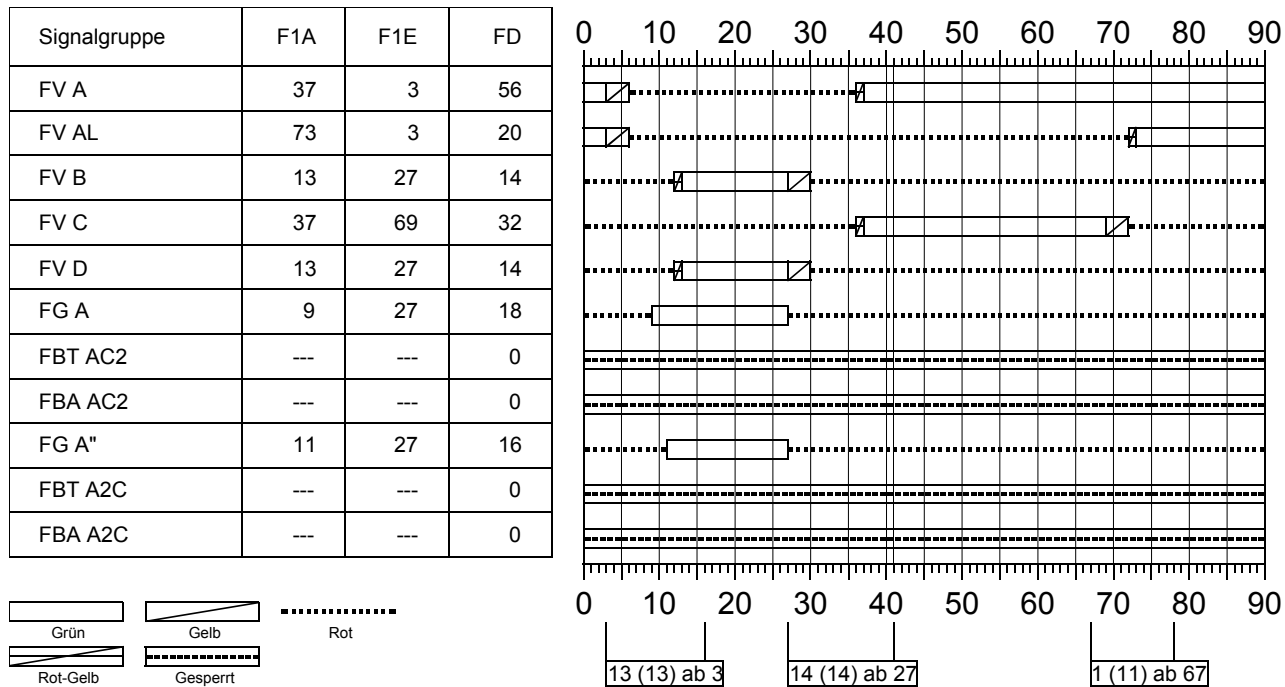 Signalgruppe F1A F1E FD
FV A 37 3 56
FV AL 73 3 20
FV B 13 27 14
FV C 37 69 32
FV D 13 27 14
FG A 9 27 18
FBT AC2 --- --- 0
FBA AC2 --- --- 0
FG A" 11 27 16
FBT A2C --- --- 0
FBA A2C --- --- 0
0 10 20 30 40 50 60 70 80 90
0 10 20 30 40 50 60 70 80 90
13 (13) ab 3 14 (14) ab 27 1 (11) ab 67
Grün Gelb Rot
Rot-Gelb Gesperrt